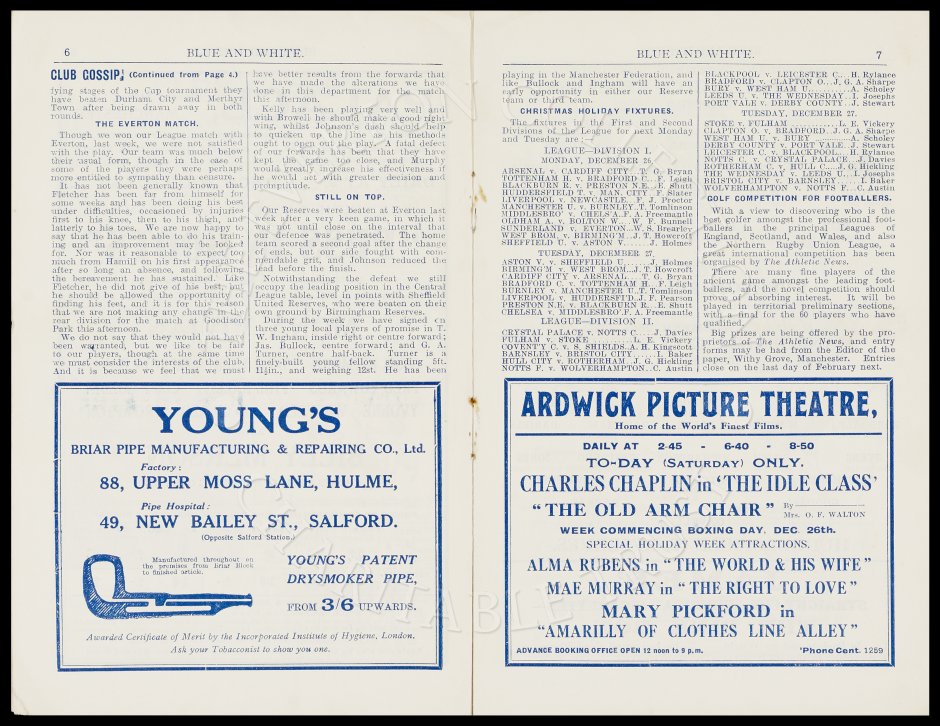 6
BLUE AND WHITE.
CLUB GOSSIP, (Continued from Page 4.)
fying stages of the Cup tournament they
have beaten Durham City and Merthyr
Town after being drawn away in both
rounds.
THE EVERTON MATCH.
Though we won our League match with
Everton, last week, we were not satisfied
with the play. Our team was much below
their usual form, though in the case of
some of the players they were perhaps
more entitled to sympathy than censure.
It has not been generally known that
Fletcher has been far from himself for
some weeks and has been doing his best
under diffulties, occasioned by injuries
first to his knee, then to his thigh, and
latterly to his toes. We are now happy to
say that he has been able to do his train-
ing and an improvement may be looked
for. Nor was it reasonable to expect too
much from Hamill on his first appearance
after so long an absence, and following
the bereavement he has sustained. Like
Fletcher, he did not give of his best, but
he should be allowed the opportunity of
finding his feet, and it is for this reason
that we are not making any change in the
rear division for the match at Goodison
Park this afternoon.
We do not say that they would not have
been warranted, but we like to be fair
to our players, though at the same time
we must consider the interests of the club.
And it is because we feel that we must
have better results from the forwards that
we have made the alterations we have
done in this department for the match
this afternoon.
Kelly has been playing very well and
with Browell he should make a good right
wing, whilst Johnson's dash should help
to quicken up the line as his methods
ought to open out the play. A fatal defect
of our forwards has been that they have
kept the game too close, and Murphy
would greatly increase his effectiveness if
he would act with greater decision and
promptitude.
STILL ON TOP.
Our Reserves were beaten at Everton last
week after a very keen game, in which it
was not until close on the interval that
our defence was penetrated. The home
team scored a second goal after the chance
of ends, but our side fought with com-
mendable grit, and Johnson reduced the
lead before the finish.
Notwithstanding the defeat we still
occupy the leading position in the Central
League table, level in points with Sheffield
United Reserves, who were beaten on their
own ground by Birmingham Reserves.
During the week we have signed on
three young local players of promise in T.
W. Ingham, inside right or centre forward;
Jas. Bullock, centre forward; and G. A.
Turner, centre half-back. Turner is a
finely-built young fellow standing 5ft.
11½in., and weighing 12st. He has been
YOUNG'S
BRIAR PIPE MANUFACTURING & REPAIRING CO., Ltd.
Factory:
88, UPPER MOSS LANE, HULME,
Pipe Hospital:
49, NEW BAILEY ST., SALFORD.
(Opposite Salford Station.)
Manufactured throughout on
the premises from Briar Block
to finished article.
YOUNG'S PATENT
DRYSMOKER PIPE,
FROM 3/6 UPWARDS.
Awarded Certificate of Merit by the Incorporated Institute of Hygiene, London.
Ask your Tobacconist to show you one.
BLUE AND WHITE.
7
playing in the Manchester Federation, and
like Bullock and Ingham will have an
early opportunity in either our Reserve
team or third team.
CHRISTMAS HOLIDAY FIXTURES.
The fixtures in the First and Second
Divisions of the League for next Monday
and Tuesday are:—
LEAGUE—DIVISION I.
MONDAY, DECEMBER 26.
ARSENAL v. CARDIFF CITY..T. G. Bryan
TOTTENHAM H. v. BRADFORD C...F. Leigh
BLACKBURN R. v. PRESTON N.E...E. Shutt
HUDDERSFIELD T. v. MAN. CITY..F. Slater
LIVERPOOL v. NEWCASTLE..F. J. Proctor
MANCHESTER U. v. BURNLEY.T. Tomlinson
MIDDLESBRO' v. CHELS'A.F. A. Freemantle
OLDHAM A. v. BOLTON W...W. F. Bunnell
SUNDERLAND v. EVERTON..W. S. Brearley
WEST BROM. v. BIRMING'M..J. T. Howcroft
SHEFFIELD U. v. ASTON V......J. Holmes
TUESDAY, DECEMBER 27.
ASTON V. v. SHEFFIELD U......J. Holmes
BIRMING'M v. WEST BROM..J. T. Howcroft
CARDIFF CITY v. ARSENAL...T. G. Bryan
BRADFORD C. v. TOTTENHAM H...F. Leigh
BURNLEY v. MANCHESTER U..T. Tomlinson
LIVERPOOL v. HUDDERSF'D.J. F. Pearson
PRESTON N.E. v. BLACKBURN R...E. Shutt
CHELSEA v. MIDDLESBRO'.F. A. Freemantle
LEAGUE—DIVISION II.
CRYSTAL PALACE v. NOTTS C....J. Davies
FULHAM v. STOKE............L. E. Vickery
COVENTRY C. v. S. SHIELDS..A. H. Kingscott
BARNSLEY v. BRISTOL CITY......I. Baker
HULL CITY v. ROTHERHAM..J. G. Hickling
NOTTS F. v. WOLVERHAMPTON..C. Austin
BLACKPOOL v. LEICESTER C...H. Rylance
BRADFORD v. CLAPTON O...J. G. A. Sharpe
BURY v. WEST HAM U..........A. Scholey
LEEDS U. v. THE WEDNESDAY..I. Josephs
PORT VALE v. DERBY COUNTY..J. Stewart
TUESDAY, DECEMBER 27.
STOKE v. FULHAM...........L. E. Vickery
CLAPTON O. v. BRADFORD..J. G. A. Sharpe
WEST HAM U. v. BURY........A. Scholey
DERBY COUNTY v. PORT VALE..J. Stewart
LEICESTER C. v. BLACKPOOL..H. Rylance
NOTTS C. v. CRYSTAL PALACE..J. Davies
ROTHERHAM C. v. HULL C...J. G. Hickling
THE WEDNESDAY v. LEEDS U...I. Josephs
BRISTOL CITY v. BARNSLEY......I. Baker
WOLVERHAMPTON v. NOTTS F..C. Austin
GOLF COMPETITION FOR FOOTBALLERS.
With a view to discovering who is the
best golfer amongst the professional foot-
ballers in the principal Leagues of
England, Scotland, and Wales, and also
the Northern Rugby Union League, a
great international competition has been
organised by The Athletic News.
There are many fine players of the
ancient game amongst the leading foot-
ballers, and the novel competition should
prove of absorbing interest. It will be
played in territorial preliminary sections,
with a final for the 60 players who have
qualified.
Big prizes are being offered by the pro-
prietors of The Athletic News, and entry
forms may be had from the Editor of the
paper, Withy Grove, Manchester. Entries
close on the last day of February next.
ARDWICK PICTURE THEATRE,
Home of the World's Finest Films.
DAILY AT 2-45 - 6-40 - 8-50
TO-DAY (SATURDAY) ONLY.
CHARLES CHAPLIN in 'THE IDLE CLASS'
"THE OLD ARM CHAIR" By Mrs. O. F. WALTON
WEEK COMMENCING BOXING DAY, DEC. 26th.
SPECIAL HOLIDAY WEEK ATTRACTIONS.
ALMA RUBENS in "THE WORLD & HIS WIFE"
MAE MURRAY in "THE RIGHT TO LOVE"
MARY PICKFORD in
"AMARILLY OF CLOTHES LINE ALLEY"
ADVANCE BOOKING OFFICE OPEN 12 noon to 9 p.m.
'Phone Cent. 1259